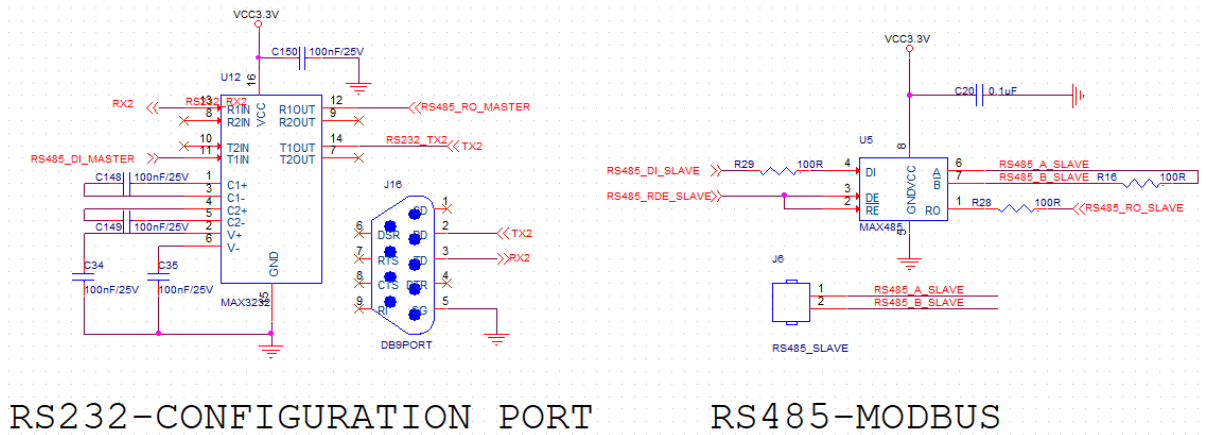 VCC3.3V
C150 100nF/25V
U12
16
VCC
RX2 RS232_RX2 13 R1IN R1OUT 12 RS485_RO_MASTER
8 R2IN R2OUT 9
10 T2IN T1OUT 14 RS232_TX2 TX2
RS485_DI_MASTER 11 T1IN T2OUT 7
C148 100nF/25V 1 C1+
3 C1-
4 C2+
C149 100nF/25V 5 C2-
2 V+
6 V-
GND
C34 C35
100nF/25V 100nF/25V
15
MAX3232
J16
CD 1
6 DSR RD 2 TX2
7 RTS TD 3 RX2
8 CTS DTR 4
9 RI SG 5
DB9PORT
VCC3.3V
C20 0.1uF
U5
8
RS485_DI_SLAVE R29 100R 4 DI VCC A 6 RS485_A_SLAVE
B 7 RS485_B_SLAVE R16 100R
RS485_RDE_SLAVE 3 DE
2 RE GND RO 1 R28 100R RS485_RO_SLAVE
MAX485 5
J6
1 RS485_A_SLAVE
2 RS485_B_SLAVE
RS485_SLAVE
RS232-CONFIGURATION PORT
RS485-MODBUS